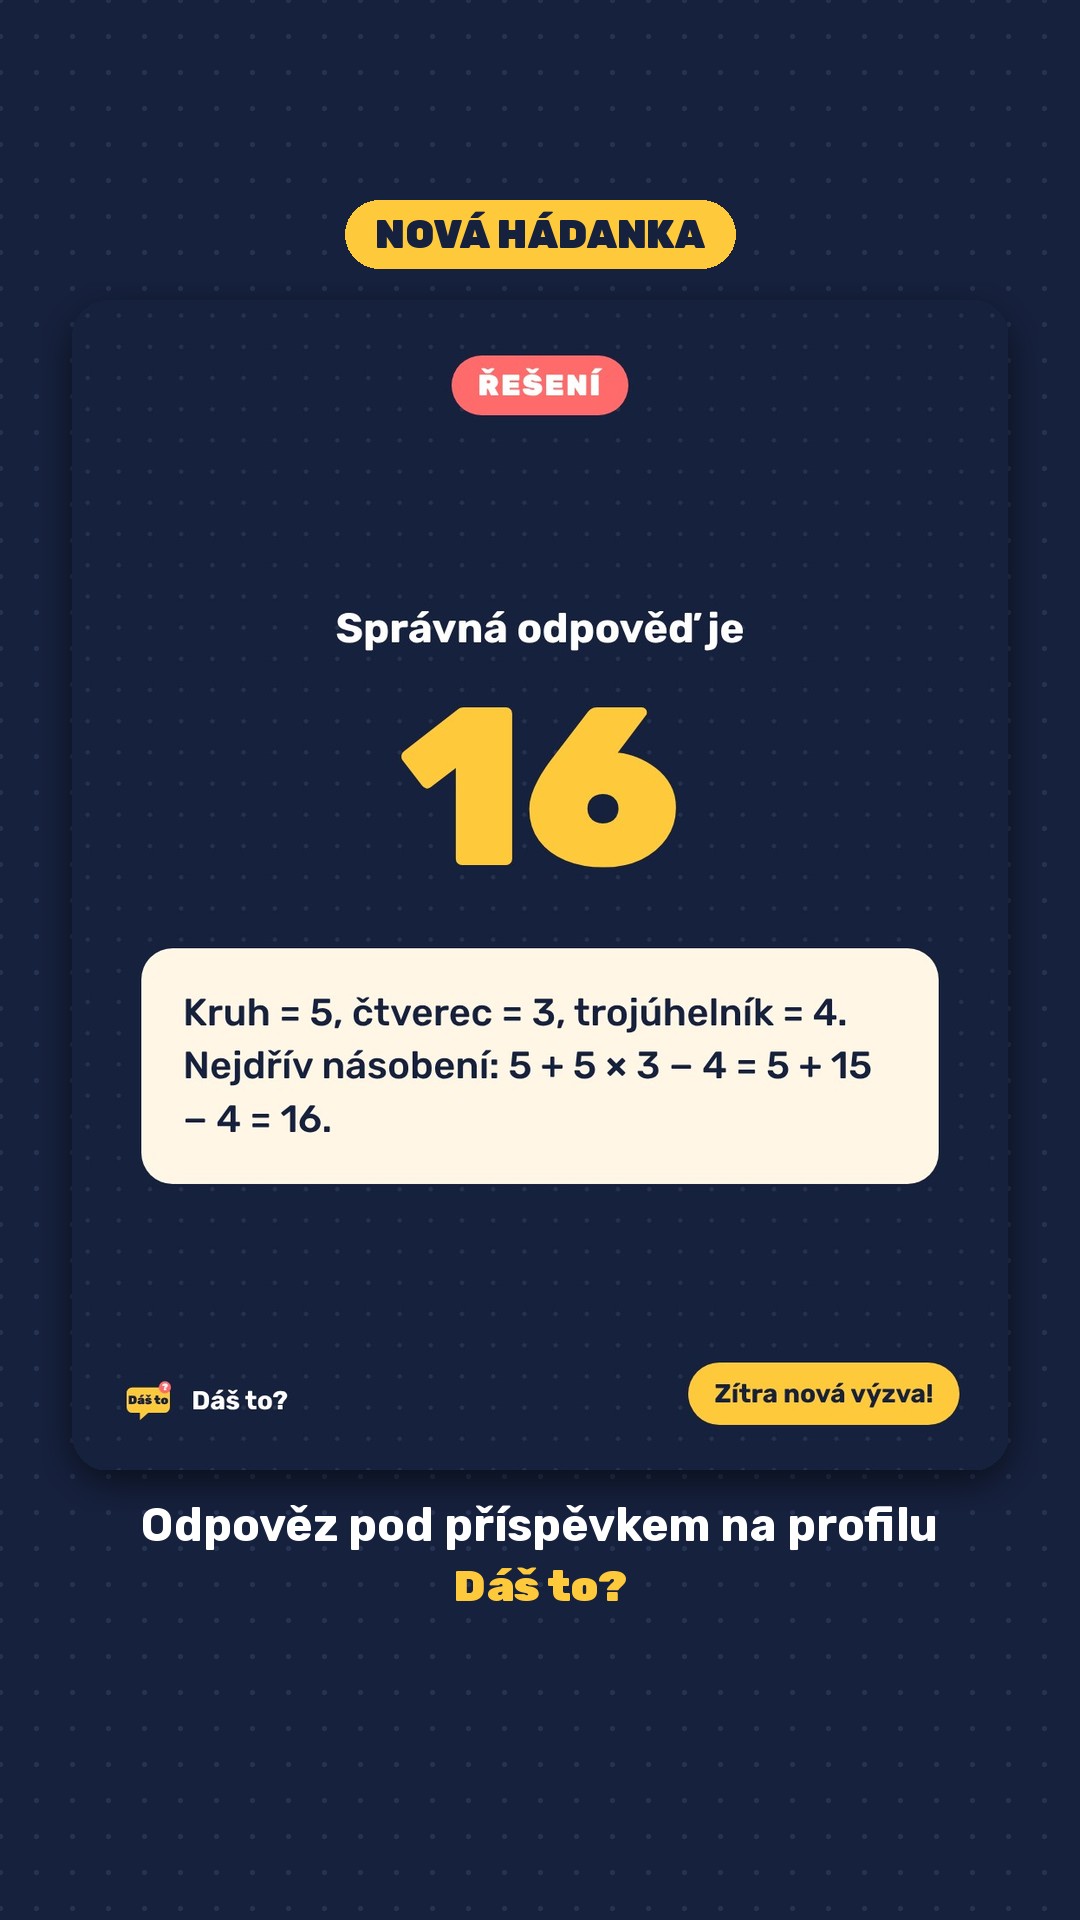 NOVÁ HÁDANKA
ŘEŠENÍ
Správná odpověď je
16
Kruh = 5, čtverec = 3, trojúhelník = 4.
Nejdřív násobení: 5 + 5 × 3 − 4 = 5 + 15
− 4 = 16.
Dáš to ?
Dáš to?
Zítra nová výzva!
Odpověz pod příspěvkem na profilu
Dáš to?